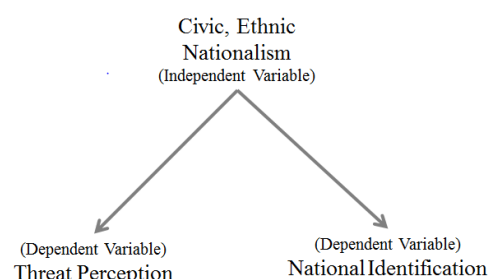 Civic, Ethnic
Nationalism
(Independent Variable)
(Dependent Variable)
Threat Perception
(Dependent Variable)
National Identification